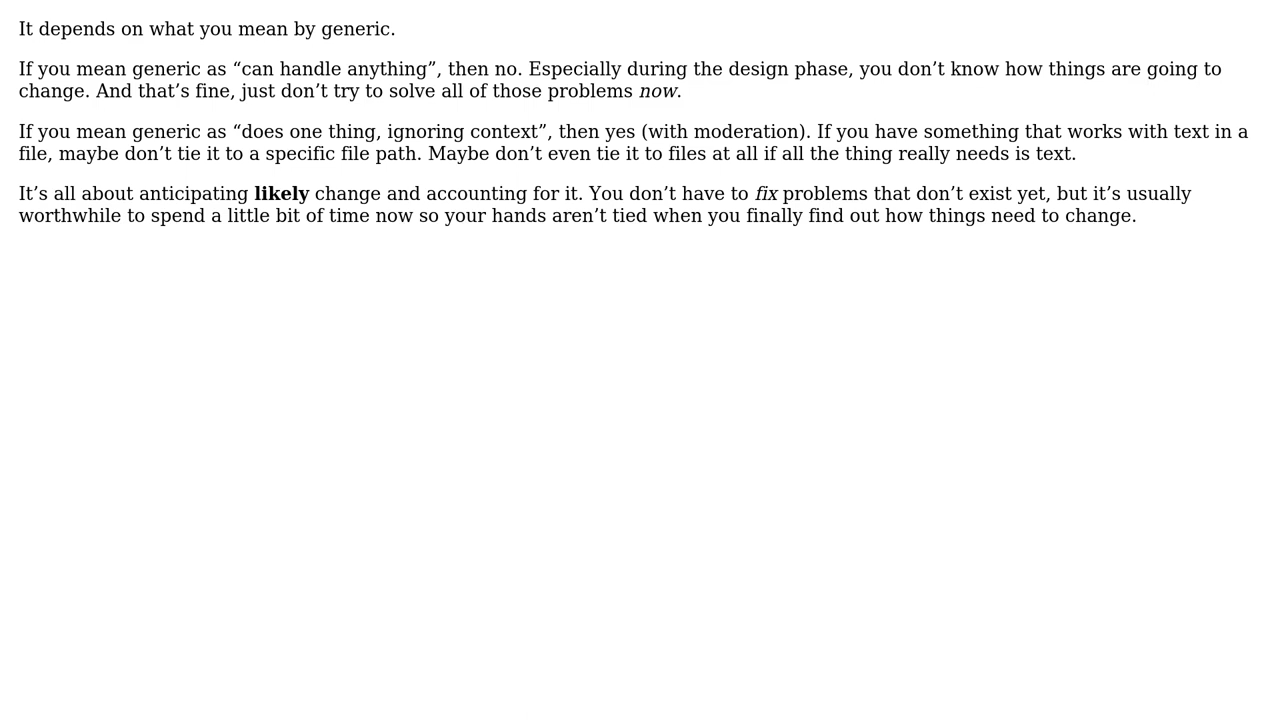 It depends on what you mean by generic.
If you mean generic as “can handle anything”, then no. Especially during the design phase, you don’t know how things are going to
change. And that’s fine, just don’t try to solve all of those problems now.
If you mean generic as “does one thing, ignoring context”, then yes (with moderation). If you have something that works with text in a
file, maybe don’t tie it to a specific file path. Maybe don’t even tie it to files at all if all the thing really needs is text.
It’s all about anticipating likely change and accounting for it. You don’t have to fix problems that don’t exist yet, but it’s usually
worthwhile to spend a little bit of time now so your hands aren’t tied when you finally find out how things need to change.